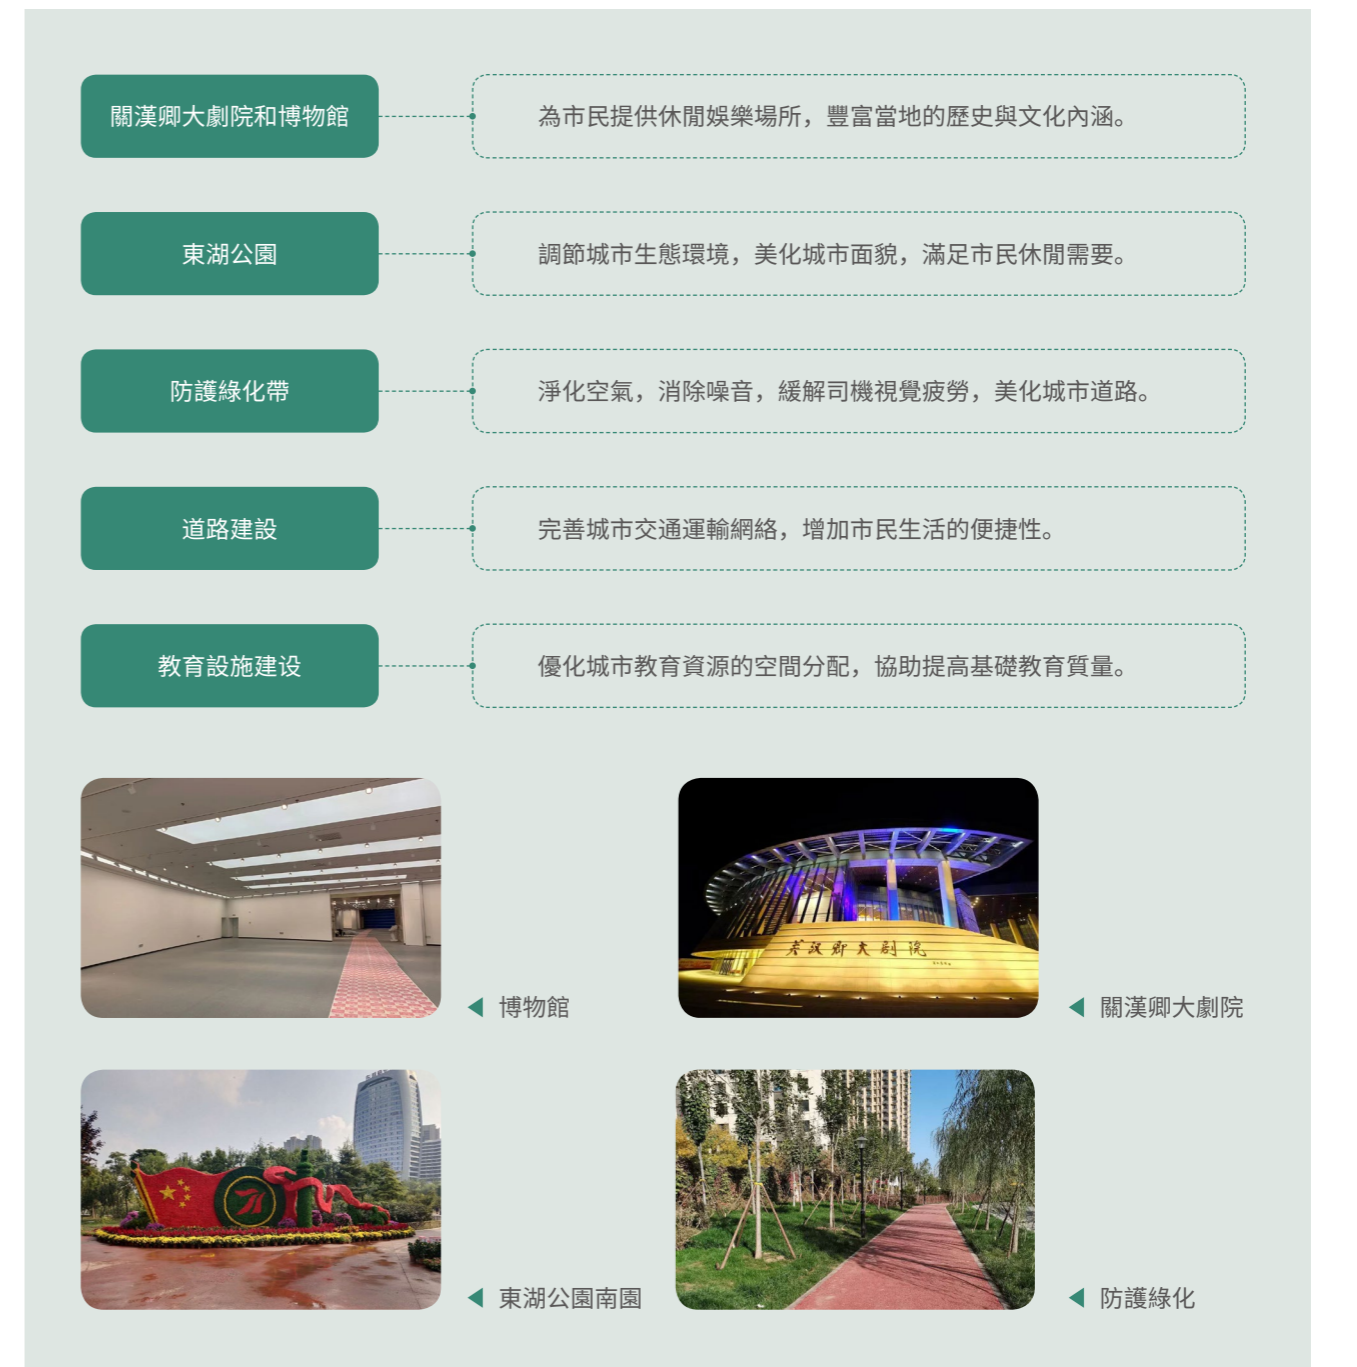 關漢卿大劇院和博物館
為市民提供休閒娛樂場所，豐富當地的歷史與文化內涵。
東湖公園
調節城市生態環境，美化城市面貌，滿足市民休閒需要。
防護綠化帶
淨化空氣，消除噪音，緩解司機視覺疲勞，美化城市道路。
道路建設
完善城市交通運輸網絡，增加市民生活的便捷性。
教育設施建设
優化城市教育資源的空間分配，協助提高基礎教育質量。
关汉卿大剧院
博物館
關漢卿大劇院
71
東湖公園南園
防護綠化